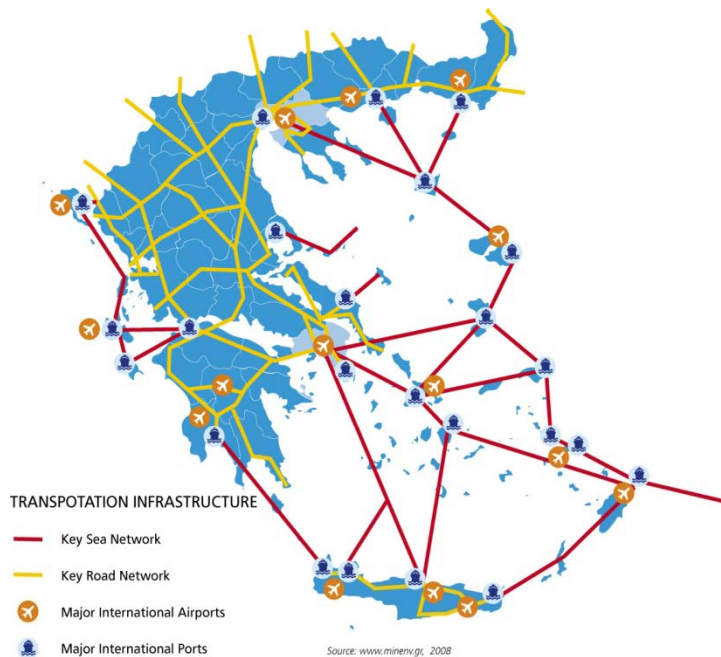 TRANSPOTATION INFRASTRUCTURE
Key Sea Network
Key Road Network
Major International Airports
Major International Ports
Source: www.minenv.gr, 2008